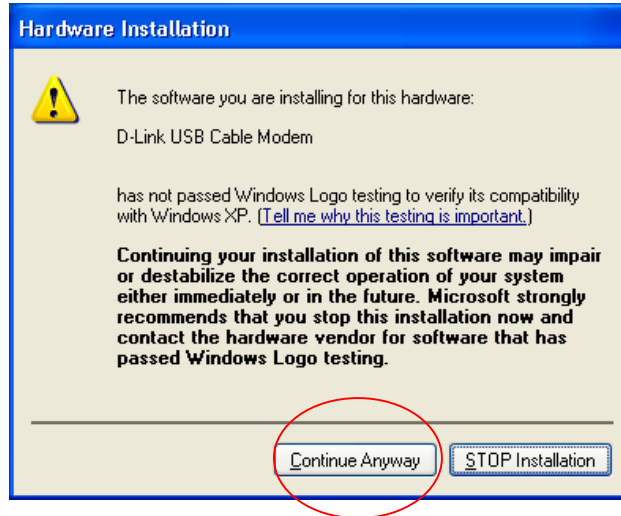 Hardware Installation
The software you are installing for this hardware:
D-Link USB Cable Modem
has not passed Windows Logo testing to verify its compatibility
with Windows XP. (Tell me why this testing is important.)
Continuing your installation of this software may impair
or destabilize the correct operation of your system
either immediately or in the future. Microsoft strongly
recommends that you stop this installation now and
contact the hardware vendor for software that has
passed Windows Logo testing.
Continue Anyway
STOP Installation